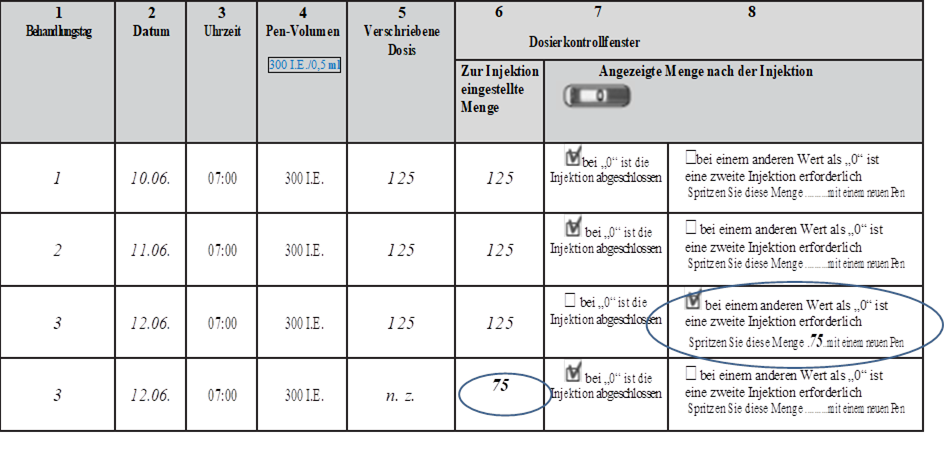 1 2 3 4 5 6 7 8
Behandlungstag Datum Uhrzeit Pen-Volumen Verschriebene Dosierkontrollfenster
Dosis
300 I.E./0,5 ml
Zur Injektion Angezeigte Menge nach der Injektion
eingestellte
Menge
0
1 10.06. 07:00 300 I.E. 125 125
bei „0“ ist die
Injektion abgeschlossen
bei einem anderen Wert als „0“ ist
eine zweite Injektion erforderlich
Spritzen Sie diese Menge ..........mit einem neuen Pen
2 11.06. 07:00 300 I.E. 125 125
bei „0“ ist die
Injektion abgeschlossen
bei einem anderen Wert als „0“ ist
eine zweite Injektion erforderlich
Spritzen Sie diese Menge ..........mit einem neuen Pen
3 12.06. 07:00 300 I.E. 125 125
bei „0“ ist die
Injektion abgeschlossen
bei einem anderen Wert als „0“ ist
eine zweite Injektion erforderlich
Spritzen Sie diese Menge .75..mit einem neuen Pen
3 12.06. 07:00 300 I.E. n. z. 75
bei „0“ ist die
Injektion abgeschlossen
bei einem anderen Wert als „0“ ist
eine zweite Injektion erforderlich
Spritzen Sie diese Menge ..........mit einem neuen Pen